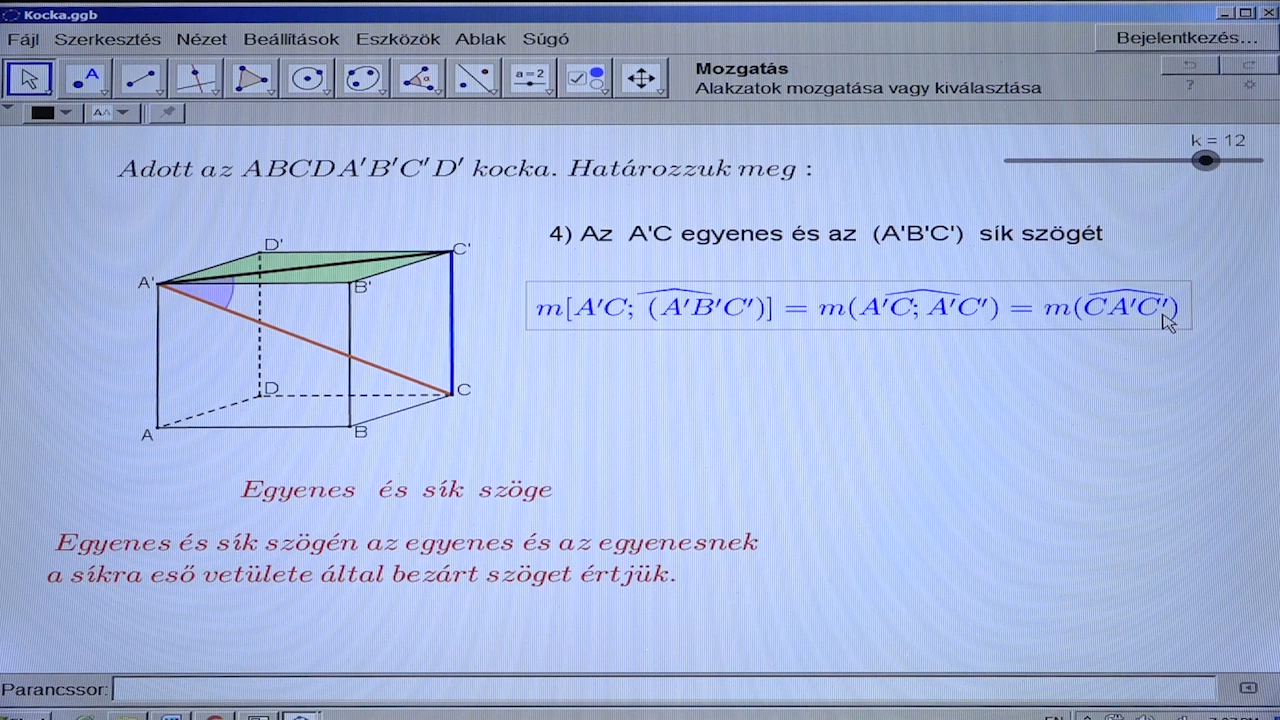 Kocka.ggb
Fájl Szerkesztés Nézet Beállítások Eszközök Ablak Súgó
Bejelentkezés...
A
α
a = 2
Mozgatás
Alakzatok mozgatása vagy kiválasztása
?
AA
k = 12
Adott az ABCDA'B'C'D' kocka. Határozzuk meg :
4) Az A'C egyenes és az (A'B'C') sík szögét
m[A'C; (A'B'C')] = m(A'C; A'C') = m(CA'C')
D'
C'
A'
B'
D
C
A
B
Egyenes és sík szöge
Egyenes és sík szögén az egyenes és az egyenesnek
a síkra eső vetülete által bezárt szöget értjük.
Parancssor: